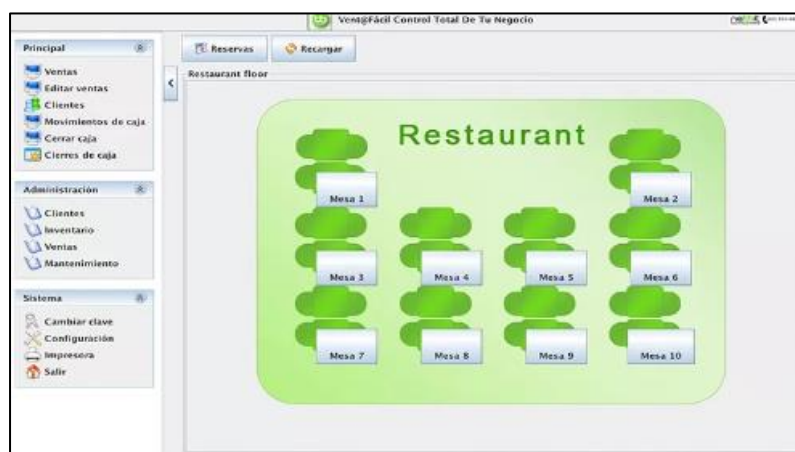 Vent@Fácil Control Total De Tu Negocio
Principal
Ventas
Editar ventas
Clientes
Movimientos de caja
Cerrar caja
Cierres de caja
Administración
Clientes
Inventario
Ventas
Mantenimiento
Sistema
Cambiar clave
Configuración
Impresora
Salir
Reservas
Recargar
Restaurant floor
Restaurant
Mesa 1
Mesa 2
Mesa 3
Mesa 4
Mesa 5
Mesa 6
Mesa 7
Mesa 8
Mesa 9
Mesa 10